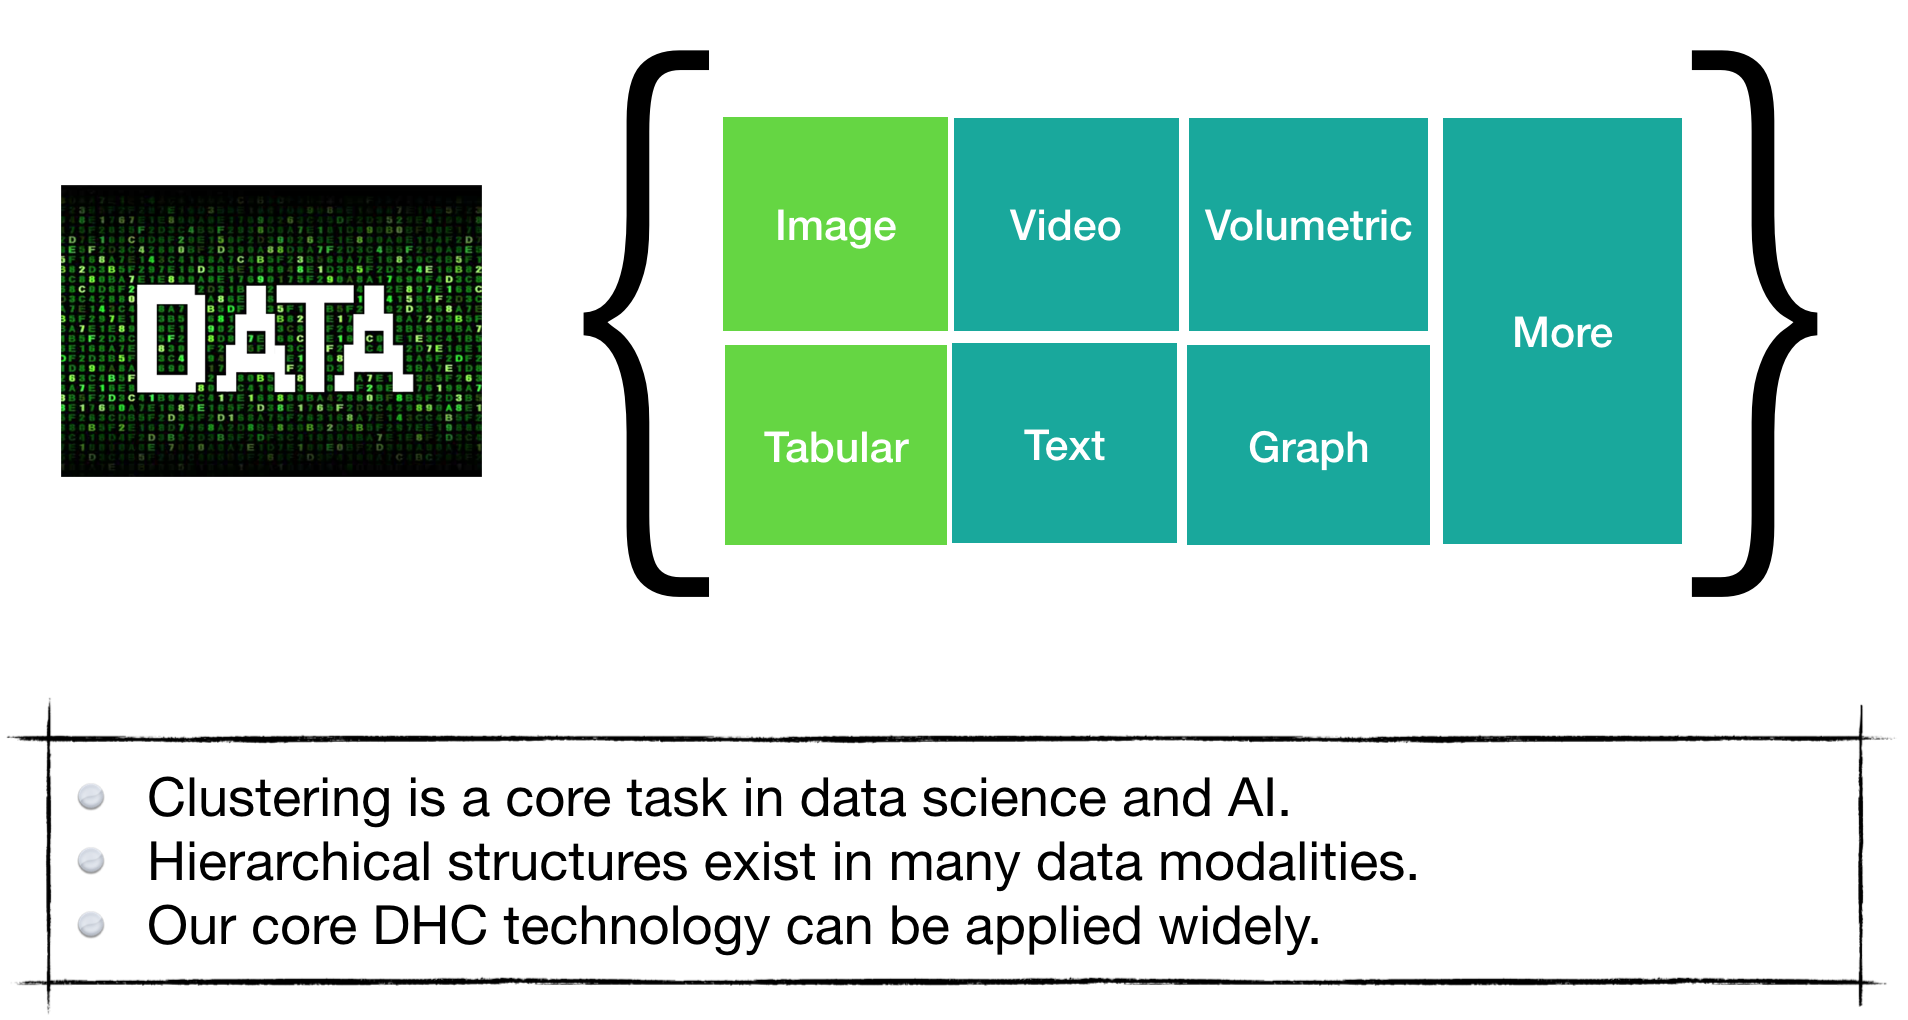 DATA
Image
Video
Volumetric
More
Tabular
Text
Graph
Clustering is a core task in data science and AI.
Hierarchical structures exist in many data modalities.
Our core DHC technology can be applied widely.